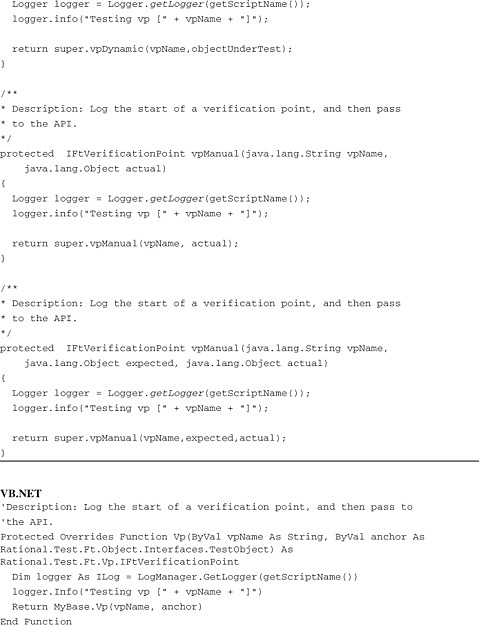 Logger logger = Logger.getLogger(getScriptName());
logger.info("Testing vp [" + vpName + "]");
return super.vpDynamic(vpName,objectUnderTest);
}
/**
* Description: Log the start of a verification point, and then pass
* to the API.
*/
protected  IFtVerificationPoint vpManual(java.lang.String vpName,
java.lang.Object actual)
{
Logger logger = Logger.getLogger(getScriptName());
logger.info("Testing vp [" + vpName + "]");
return super.vpManual(vpName, actual);
}
/**
* Description: Log the start of a verification point, and then pass
* to the API.
*/
protected  IFtVerificationPoint vpManual(java.lang.String vpName,
java.lang.Object expected, java.lang.Object actual)
{
Logger logger = Logger.getLogger(getScriptName());
logger.info("Testing vp [" + vpName + "]");
return super.vpManual(vpName,expected,actual);
}
VB.NET
'Description: Log the start of a verification point, and then pass to
'the API.
Protected Overrides Function Vp(ByVal vpName As String, ByVal anchor As
Rational.Test.Ft.Object.Interfaces.TestObject) As
Rational.Test.Ft.Vp.IFtVerificationPoint
Dim logger As ILog = LogManager.GetLogger(getScriptName())
logger.Info("Testing vp [" + vpName + "]")
Return MyBase.Vp(vpName, anchor)
End Function